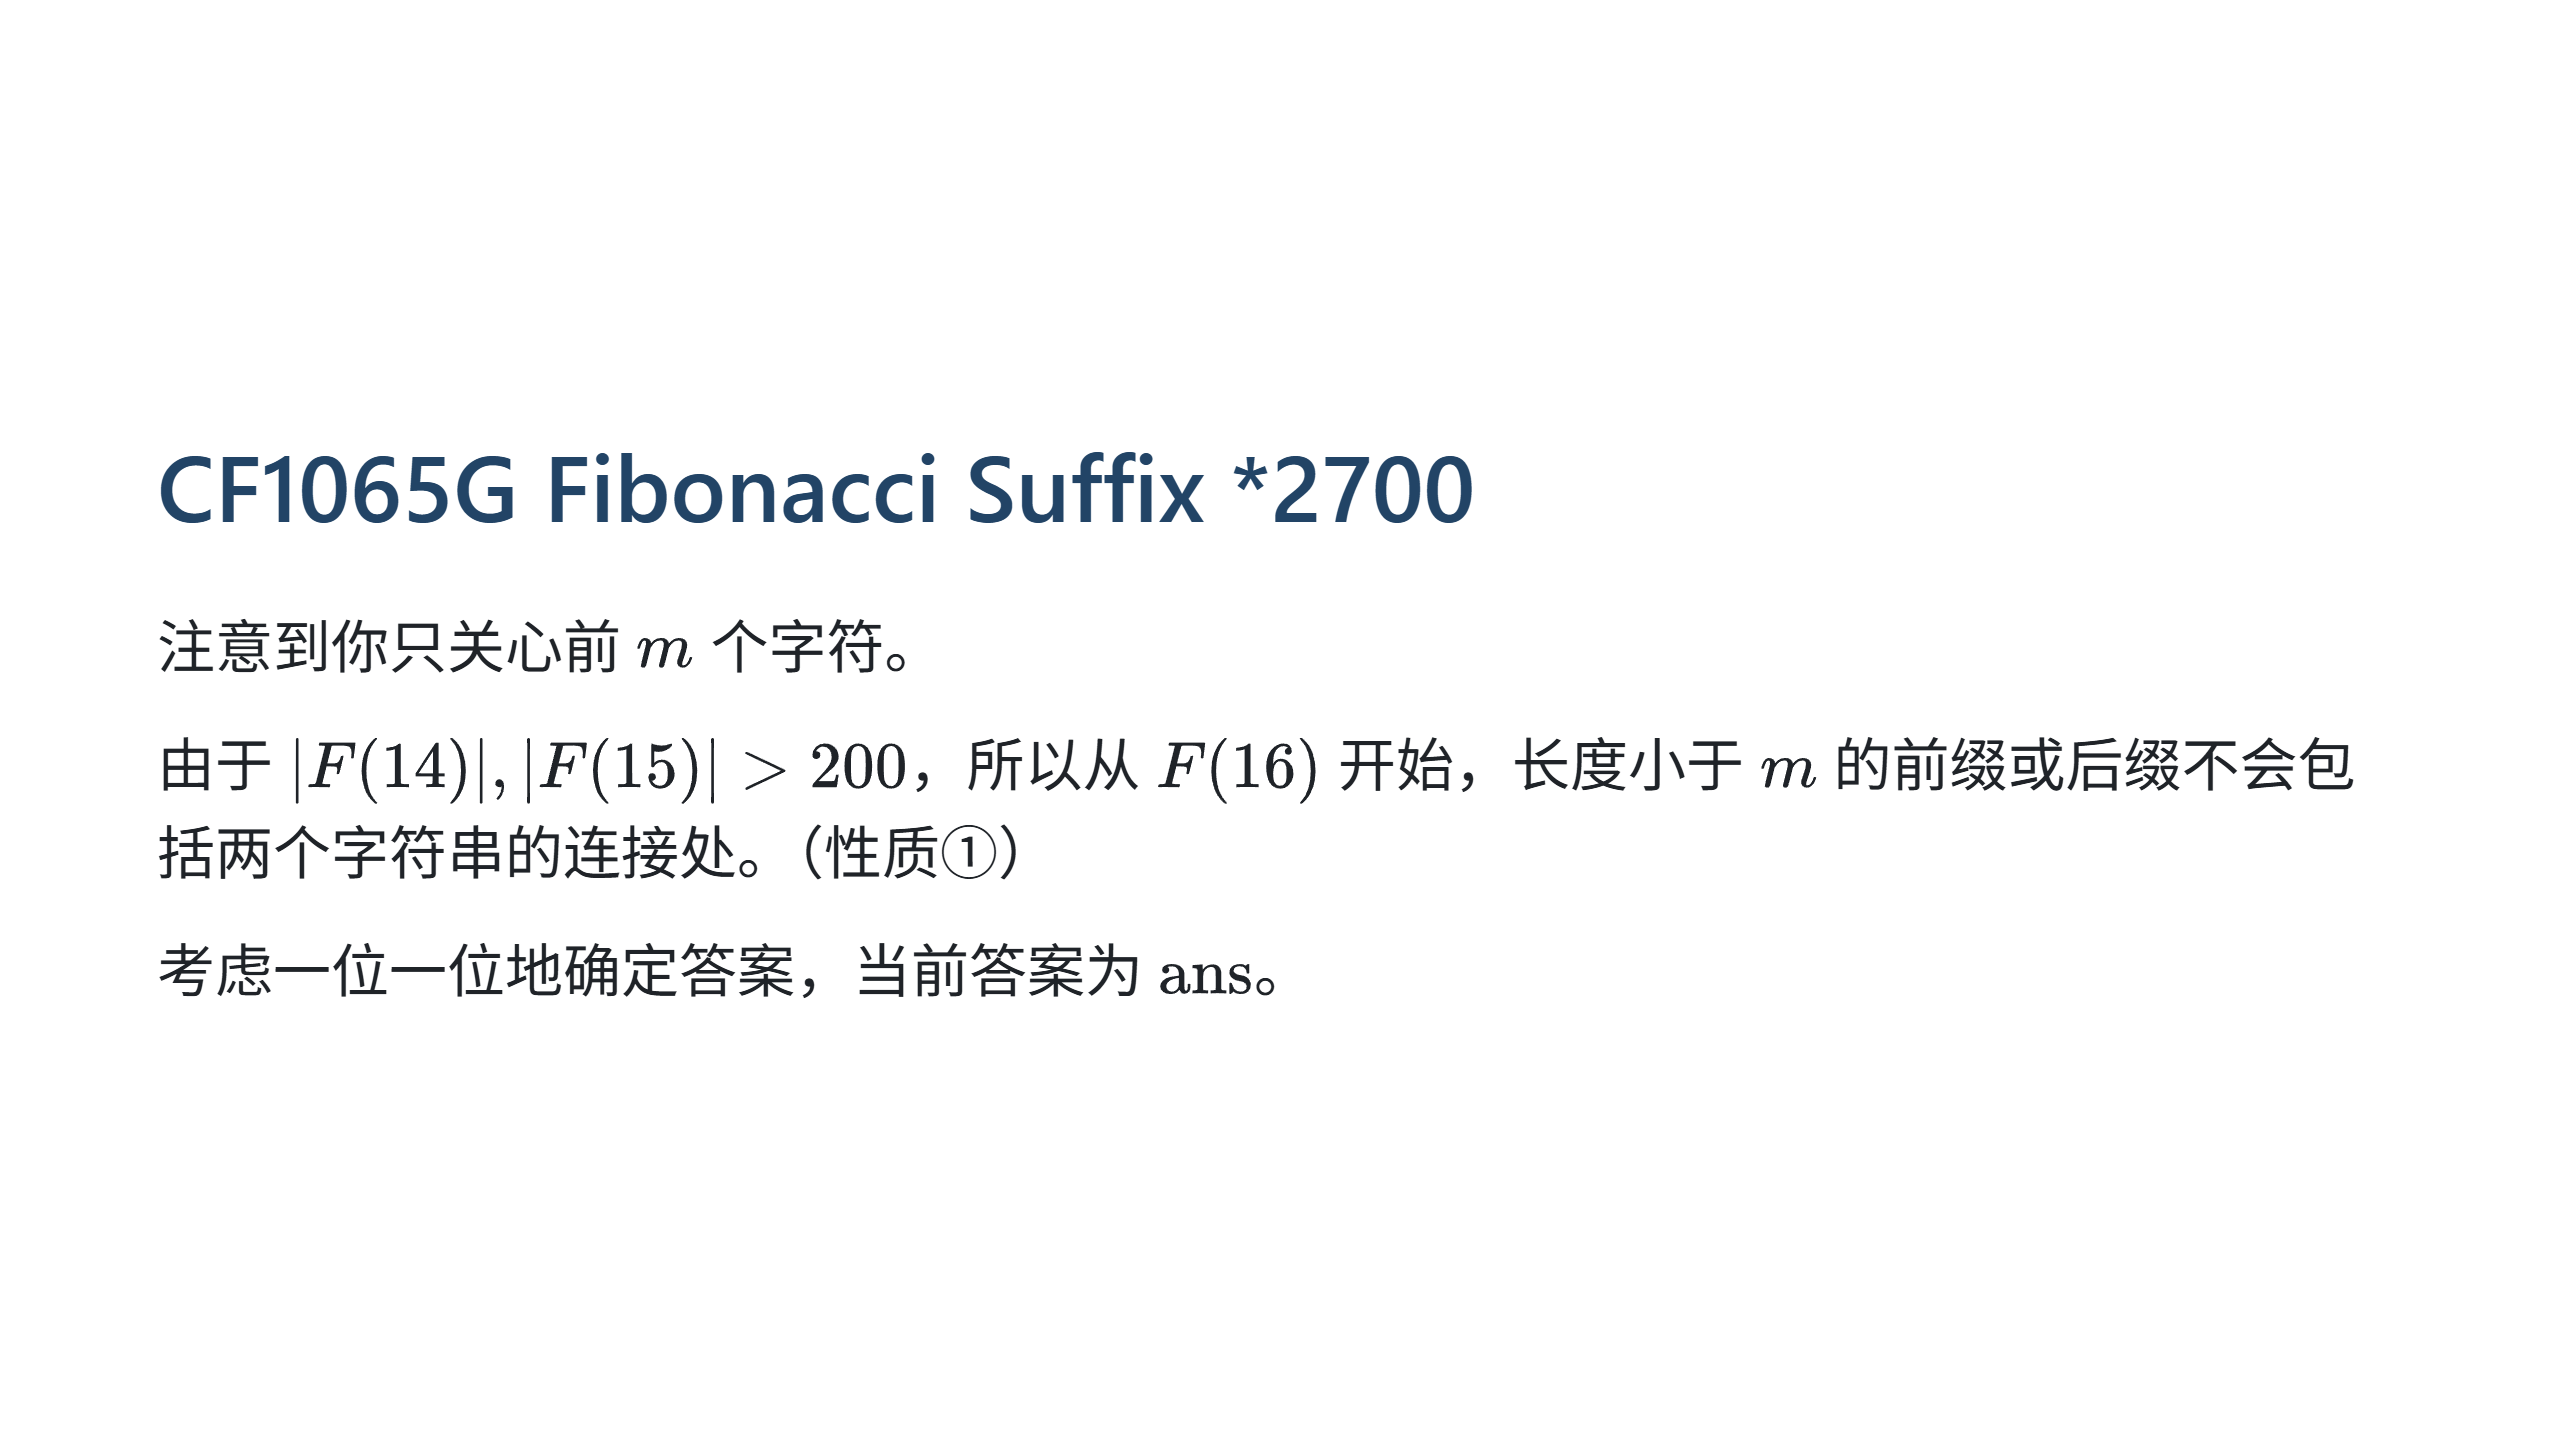 CF1065G Fibonacci Suffix *2700
注意到你只关心前 m 个字符。
由于 |F(14)|, |F(15)| > 200，所以从 F(16) 开始，长度小于 m 的前缀或后缀不会包
括两个字符串的连接处。（性质①）
考虑一位一位地确定答案，当前答案为 ans。